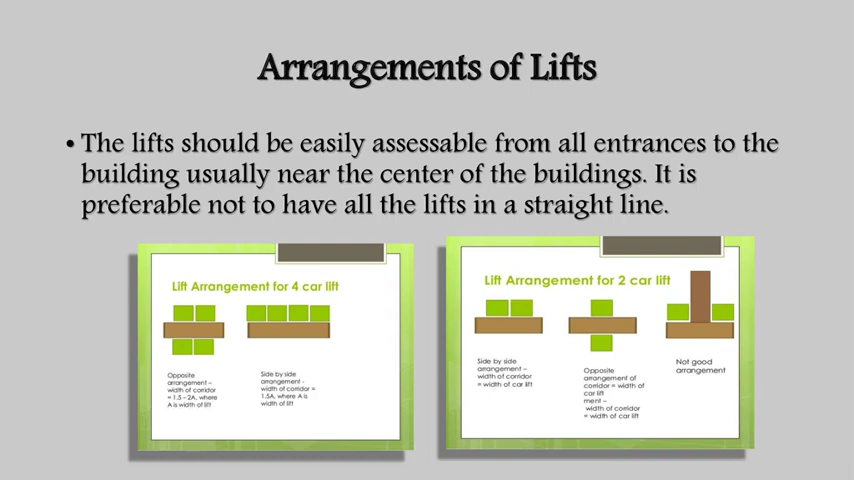 Arrangements of Lifts
• The lifts should be easily assessable from all entrances to the
building usually near the center of the buildings. It is
preferable not to have all the lifts in a straight line.
Lift Arrangement for 4 car lift
Opposite
arrangement –
width of corridor
= 1.5 – 2A, where
A is width of lift
Side by side
arrangement -
width of corridor =
1.5A, where A is
width of lift
Lift Arrangement for 2 car lift
Side by side
arrangement –
width of corridor
= width of car lift
Opposite
arrangement of
corridor = width of
car lift
ment –
width of corridor
= width of car lift
Not good
arrangement